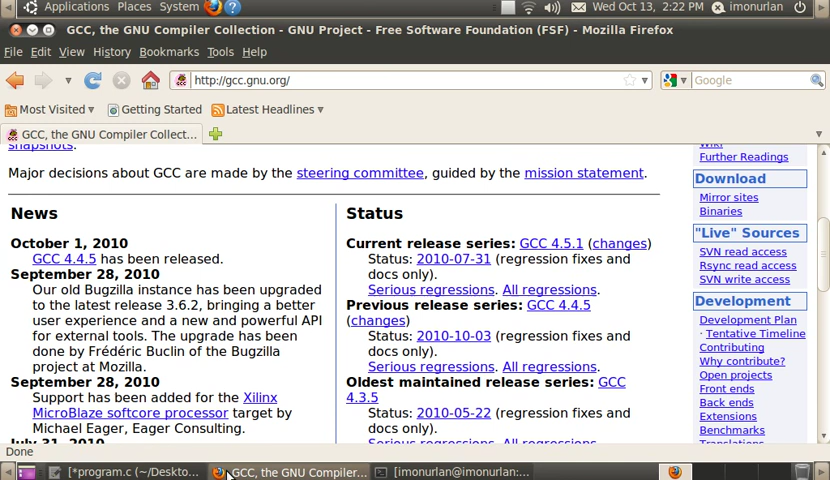 Applications Places System Wed Oct 13, 2:22 PM imonurlan
GCC, the GNU Compiler Collection - GNU Project - Free Software Foundation (FSF) - Mozilla Firefox
File Edit View History Bookmarks Tools Help
http://gcc.gnu.org/ Google
Most Visited Getting Started Latest Headlines
GCC, the GNU Compiler Collect...
snapshots.
Major decisions about GCC are made by the steering committee, guided by the mission statement.
News
October 1, 2010
GCC 4.4.5 has been released.
September 28, 2010
Our old Bugzilla instance has been upgraded
to the latest release 3.6.2, bringing a better
user experience and a new and powerful API
for external tools. The upgrade has been
done by Frédéric Buclin of the Bugzilla
project at Mozilla.
September 28, 2010
Support has been added for the Xilinx
MicroBlaze softcore processor target by
Michael Eager, Eager Consulting.
July 31, 2010
Status
Current release series: GCC 4.5.1 (changes)
Status: 2010-07-31 (regression fixes and
docs only).
Serious regressions. All regressions.
Previous release series: GCC 4.4.5
(changes)
Status: 2010-10-03 (regression fixes and
docs only).
Serious regressions. All regressions.
Oldest maintained release series: GCC
4.3.5
Status: 2010-05-22 (regression fixes and
docs only).
Serious regressions. All regressions.
Wiki
Further Readings
Download
Mirror sites
Binaries
"Live" Sources
SVN read access
Rsync read access
SVN write access
Development
Development Plan
· Tentative Timeline
Contributing
Why contribute?
Open projects
Front ends
Back ends
Extensions
Benchmarks
Translations
Done
[*program.c (~/Deskto... GCC, the GNU Compiler... [imonurlan@imonurlan:...